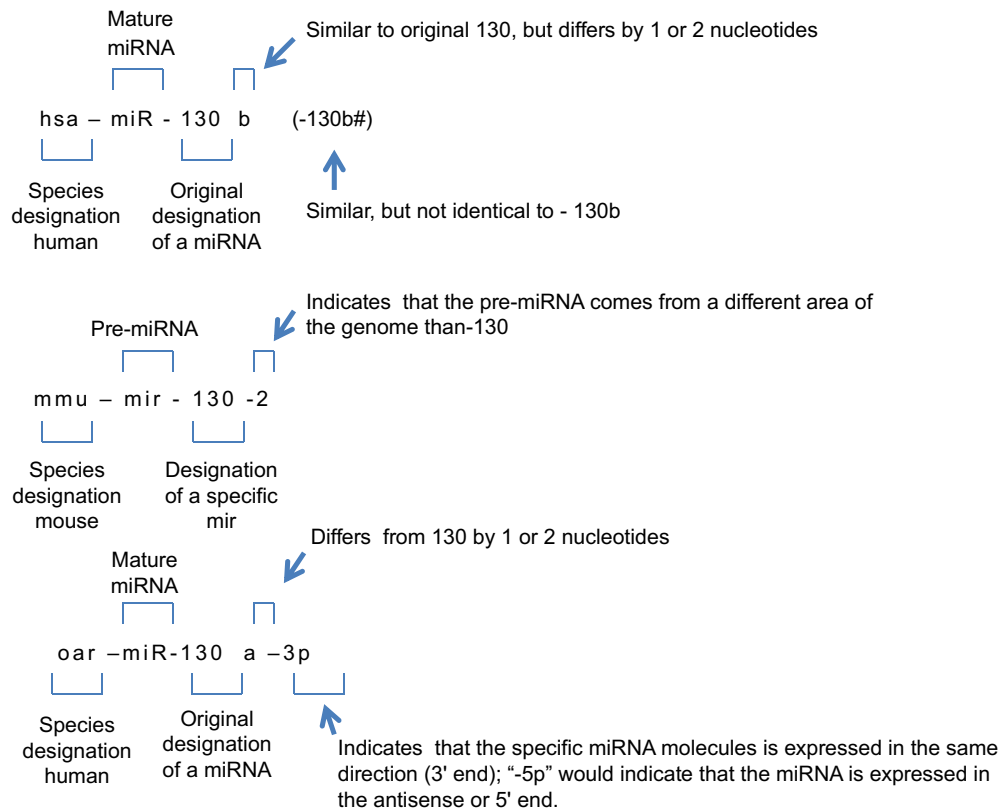 Mature
miRNA
Similar to original 130, but differs by 1 or 2 nucleotides
hsa – miR - 130 b (-130b#)
Species
designation
human
Original
designation
of a miRNA
Similar, but not identical to - 130b
Indicates that the pre-miRNA comes from a different area of
the genome than-130
Pre-miRNA
mmu – mir - 130 -2
Species
designation
mouse
Designation
of a specific
mir
Differs from 130 by 1 or 2 nucleotides
Mature
miRNA
oar –miR-130 a –3p
Species
designation
human
Original
designation
of a miRNA
Indicates that the specific miRNA molecules is expressed in the same
direction (3' end); “-5p” would indicate that the miRNA is expressed in
the antisense or 5' end.